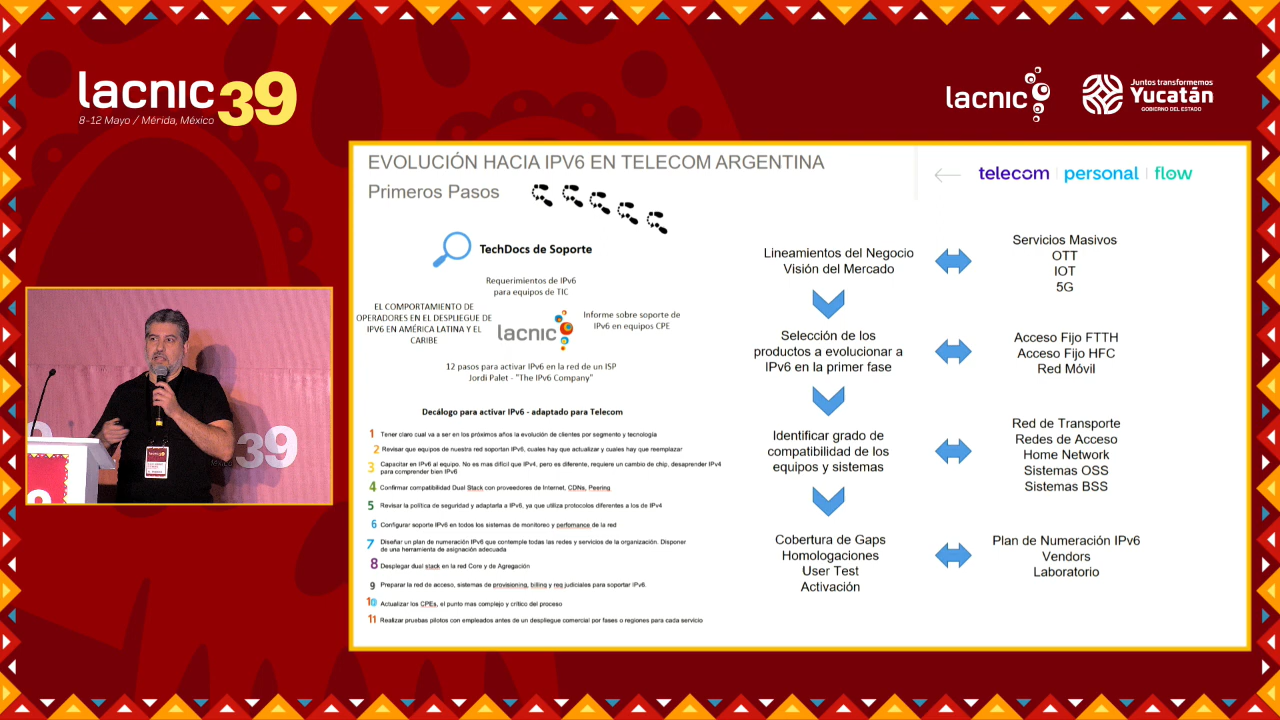 lacnic39
8-12 Mayo / Mérida, México
lacnic
Juntos transformemos
Yucatán
GOBIERNO DEL ESTADO
EVOLUCIÓN HACIA IPV6 EN TELECOM ARGENTINA
Primeros Pasos
telecom | personal | flow
TechDocs de Soporte
Requerimientos de IPv6
para equipos de TIC
EL COMPORTAMIENTO DE
OPERADORES EN EL DESPLIEGUE DE
IPV6 EN AMÉRICA LATINA Y EL
CARIBE
lacnic
Informe sobre soporte de
IPv6 en equipos CPE
12 pasos para activar IPv6 en la red de un ISP
Jordi Palet - "The IPv6 Company"
Decálogo para activar IPv6 - adaptado para Telecom
1 Tener claro cual va a ser en los próximos años la evolución de clientes por segmento y tecnología
2 Revisar que equipos de nuestra red soportan IPv6, cuales hay que actualizar y cuales hay que reemplazar
3 Capacitar en IPv6 al equipo. No es mas difícil que IPv4, pero es diferente, requiere un cambio de chip, desaprender IPv4
para comprender bien IPv6
4 Confirmar compatibilidad Dual Stack con proveedores de Internet, CDNs, Peering
5 Revisar la política de seguridad y adaptarla a IPv6, ya que utiliza protocolos diferentes a los de IPv4
6 Configurar soporte IPv6 en todos los sistemas de monitoreo y perfomance de la red
7 Diseñar un plan de numeración IPv6 que contemple todas las redes y servicios de la organización. Disponer
de una herramienta de asignación adecuada
8 Desplegar dual stack en la red Core y de Agregación
9 Preparar la red de acceso, sistemas de provisioning, billing y req judiciales para soportar IPv6.
10 Actualizar los CPEs, el punto mas complejo y crítico del proceso
11 Realizar pruebas pilotos con empleados antes de un despliegue comercial por fases o regiones para cada servicio
Lineamientos del Negocio
Visión del Mercado
Servicios Masivos
OTT
IOT
5G
Selección de los
productos a evolucionar a
IPv6 en la primer fase
Acceso Fijo FTTH
Acceso Fijo HFC
Red Móvil
Identificar grado de
compatibilidad de los
equipos y sistemas
Red de Transporte
Redes de Acceso
Home Network
Sistemas OSS
Sistemas BSS
Cobertura de Gaps
Homologaciones
User Test
Activación
Plan de Numeración IPv6
Vendors
Laboratorio
39